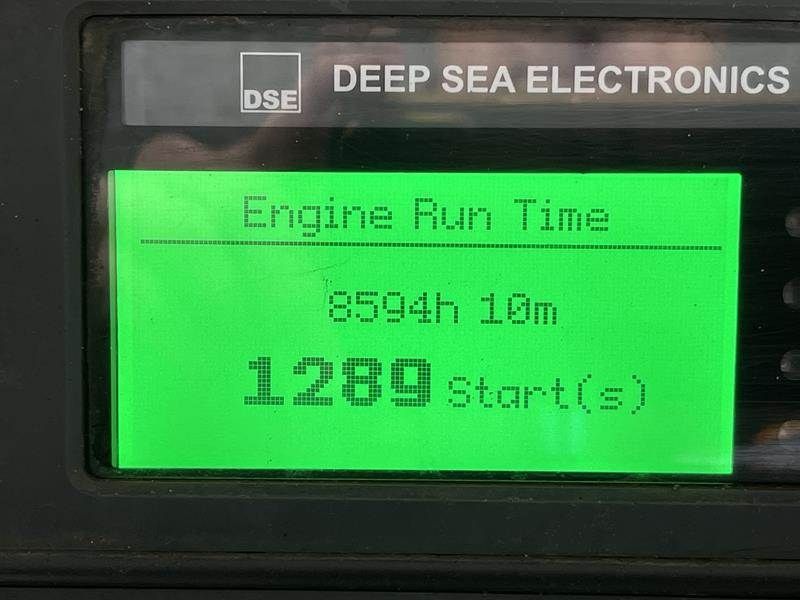 DSE
DEEP SEA ELECTRONICS
Engine Run Time
8594h 10m
1289 Start(s)